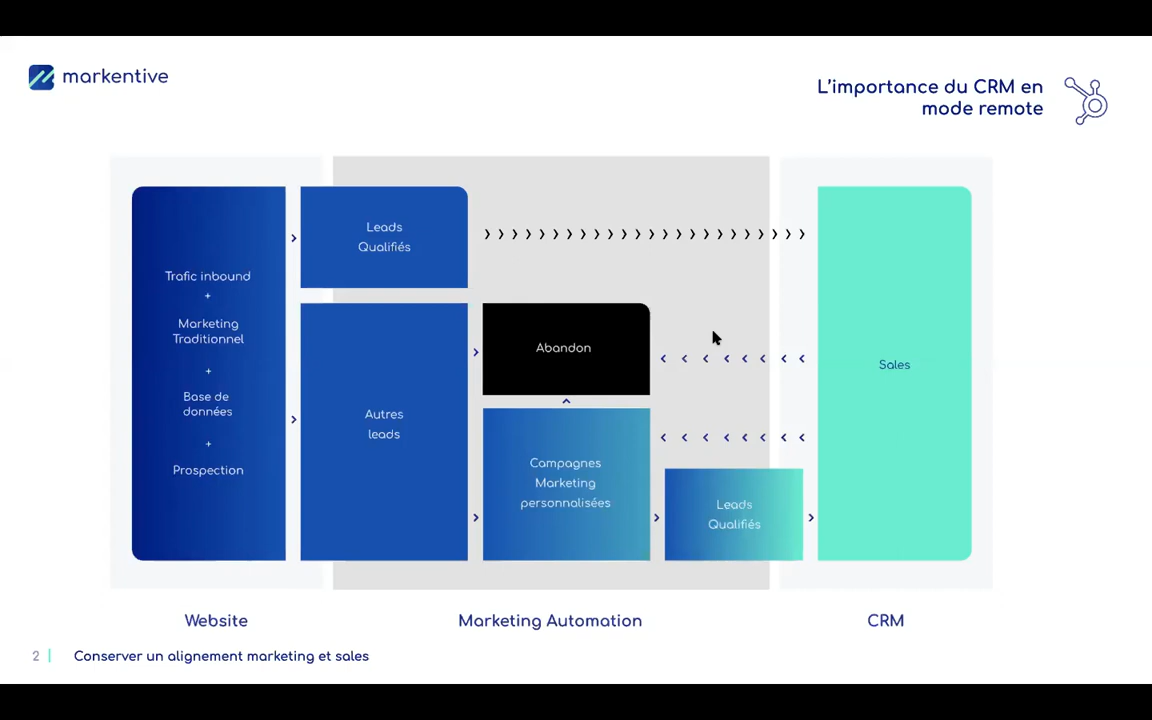 markentive
L'importance du CRM en
mode remote
Trafic inbound
+
Marketing
Traditionnel
+
Base de
données
+
Prospection
Leads
Qualifiés
Autres
leads
Abandon
Campagnes
Marketing
personnalisées
Leads
Qualifiés
Sales
Website
Marketing Automation
CRM
2
Conserver un alignement marketing et sales